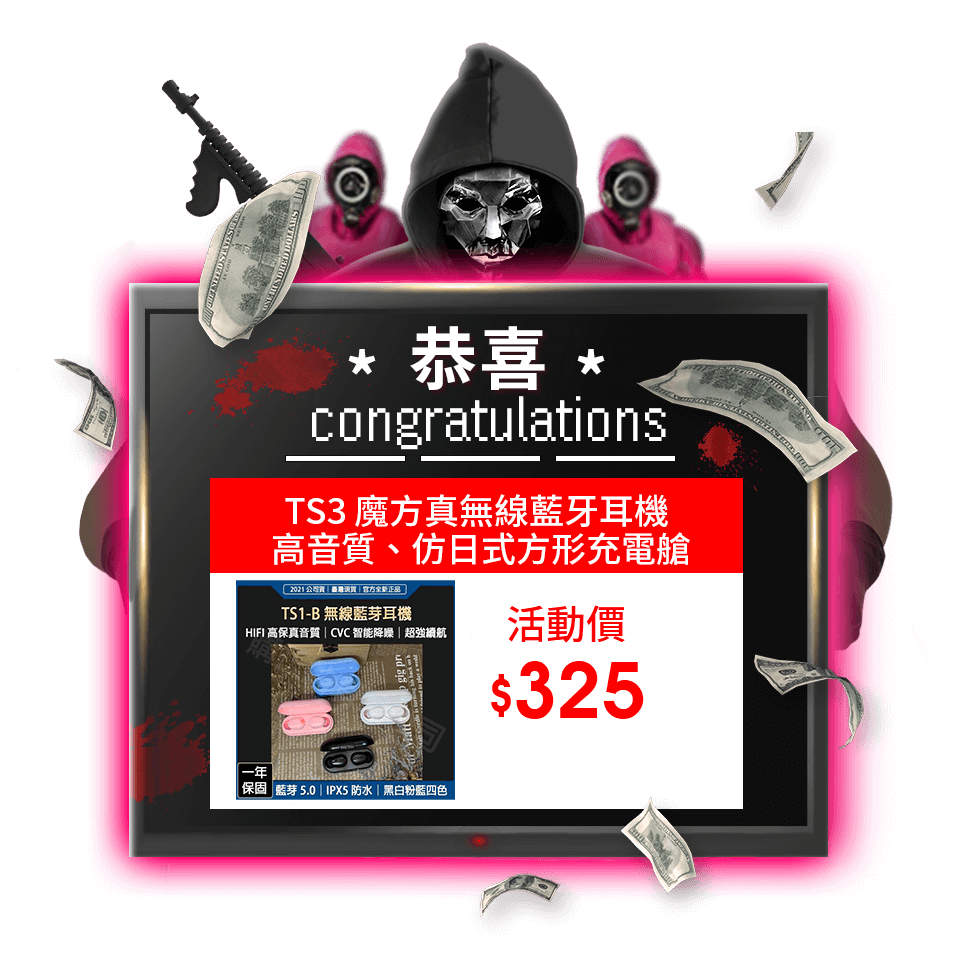 * 恭喜 *
congratulations
TS3 魔方真無線藍牙耳機
高音質、仿日式方形充電艙
2021 公司貨｜臺灣現貨｜官方全新正品
TS1-B 無線藍芽耳機
HIFI 高保真音質｜CVC 智能降噪｜超強續航
一年
保固
藍芽 5.0｜IPX5 防水｜黑白粉藍四色
活動價
$325